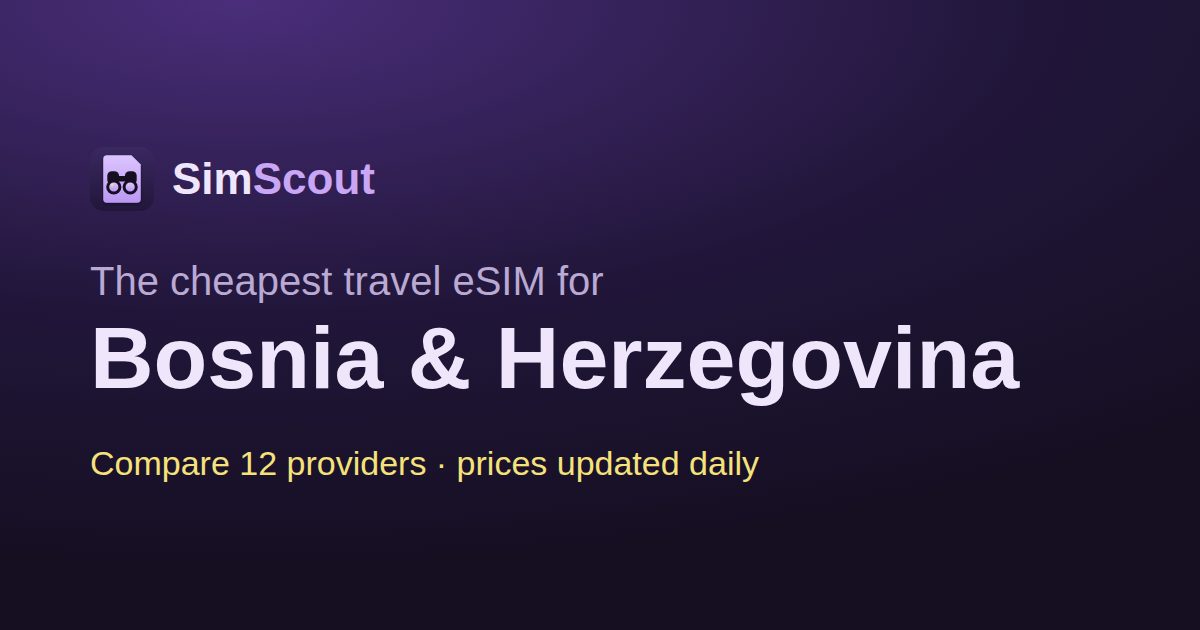 SimScout
The cheapest travel eSIM for
Bosnia & Herzegovina
Compare 12 providers · prices updated daily